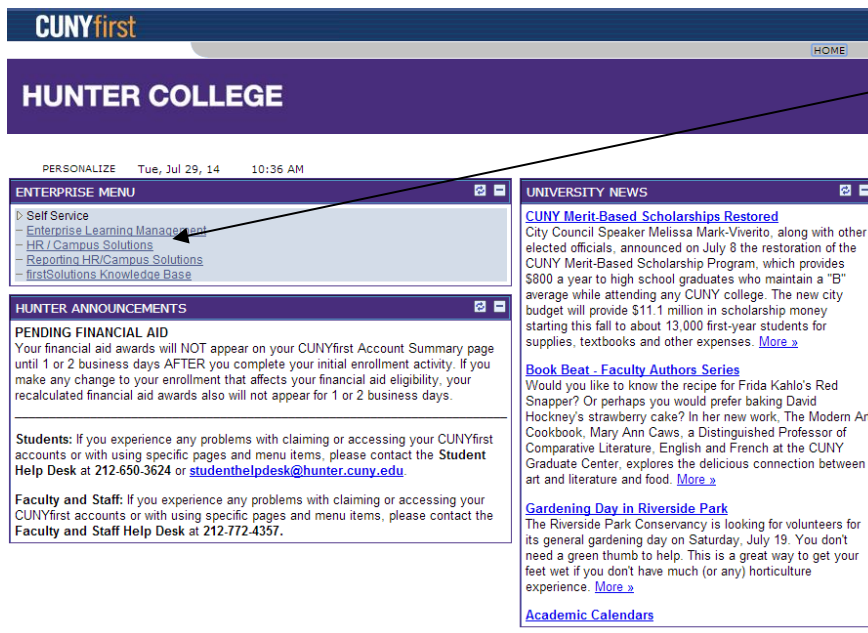 CUNYfirst
HOME
HUNTER COLLEGE
PERSONALIZE Tue, Jul 29, 14 10:36 AM
ENTERPRISE MENU
Self Service
– Enterprise Learning Management
– HR / Campus Solutions
– Reporting HR/Campus Solutions
– firstSolutions Knowledge Base
HUNTER ANNOUNCEMENTS
PENDING FINANCIAL AID
Your financial aid awards will NOT appear on your CUNYfirst Account Summary page
until 1 or 2 business days AFTER you complete your initial enrollment activity. If you
make any change to your enrollment that affects your financial aid eligibility, your
recalculated financial aid awards also will not appear for 1 or 2 business days.
Students: If you experience any problems with claiming or accessing your CUNYfirst
accounts or with using specific pages and menu items, please contact the Student
Help Desk at 212-650-3624 or studenthelpdesk@hunter.cuny.edu.
Faculty and Staff: If you experience any problems with claiming or accessing your
CUNYfirst accounts or with using specific pages and menu items, please contact the
Faculty and Staff Help Desk at 212-772-4357.
UNIVERSITY NEWS
CUNY Merit-Based Scholarships Restored
City Council Speaker Melissa Mark-Viverito, along with other
elected officials, announced on July 8 the restoration of the
CUNY Merit-Based Scholarship Program, which provides
$800 a year to high school graduates who maintain a "B"
average while attending any CUNY college. The new city
budget will provide $11.1 million in scholarship money
starting this fall to about 13,000 first-year students for
supplies, textbooks and other expenses. More »
Book Beat - Faculty Authors Series
Would you like to know the recipe for Frida Kahlo's Red
Snapper? Or perhaps you would prefer baking David
Hockney's strawberry cake? In her new work, The Modern Ar
Cookbook, Mary Ann Caws, a Distinguished Professor of
Comparative Literature, English and French at the CUNY
Graduate Center, explores the delicious connection between
art and literature and food. More »
Gardening Day in Riverside Park
The Riverside Park Conservancy is looking for volunteers for
its general gardening day on Saturday, July 19. You don't
need a green thumb to help. This is a great way to get your
feet wet if you don't have much (or any) horticulture
experience. More »
Academic Calendars